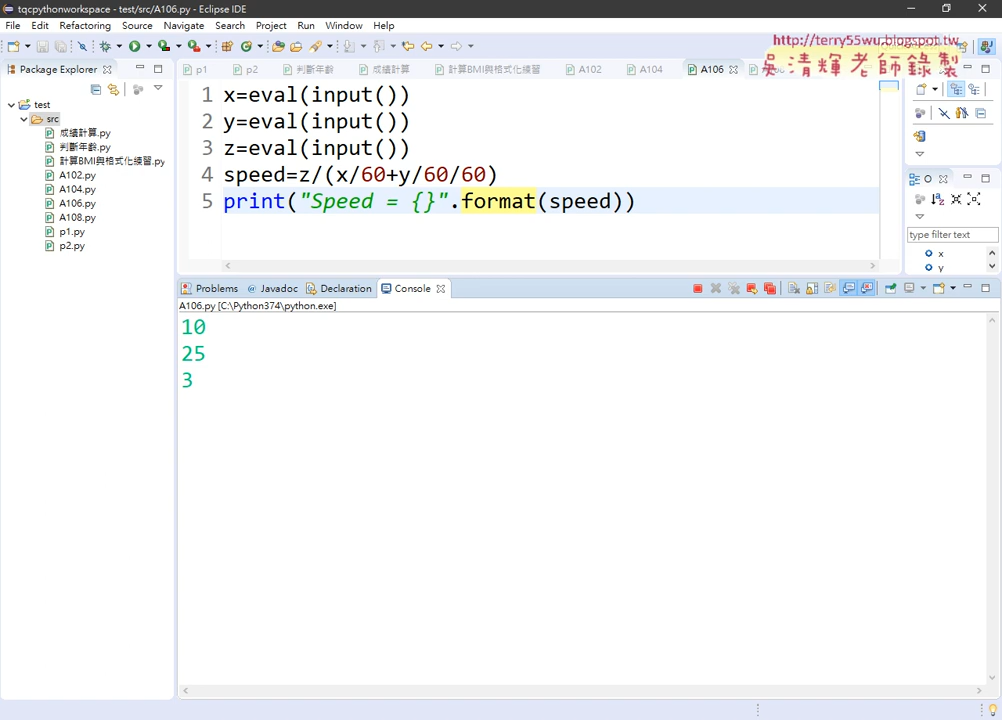 tqcpythonworkspace - test/src/A106.py - Eclipse IDE
File Edit Refactoring Source Navigate Search Project Run Window Help
http://terry55wu.blogspot.tw
吳清輝老師錄製
Package Explorer
p1 p2 判斷年齡 成績計算 計算BMI與格式化練習 A102 A104 A106
test
src
成績計算.py
判斷年齡.py
計算BMI與格式化練習.py
A102.py
A104.py
A106.py
A108.py
p1.py
p2.py
1 x=eval(input())
2 y=eval(input())
3 z=eval(input())
4 speed=z/(x/60+y/60/60)
5 print("Speed = {}".format(speed))
type filter text
x
y
Problems Javadoc Declaration Console
A106.py [C:\Python374\python.exe]
10
25
3